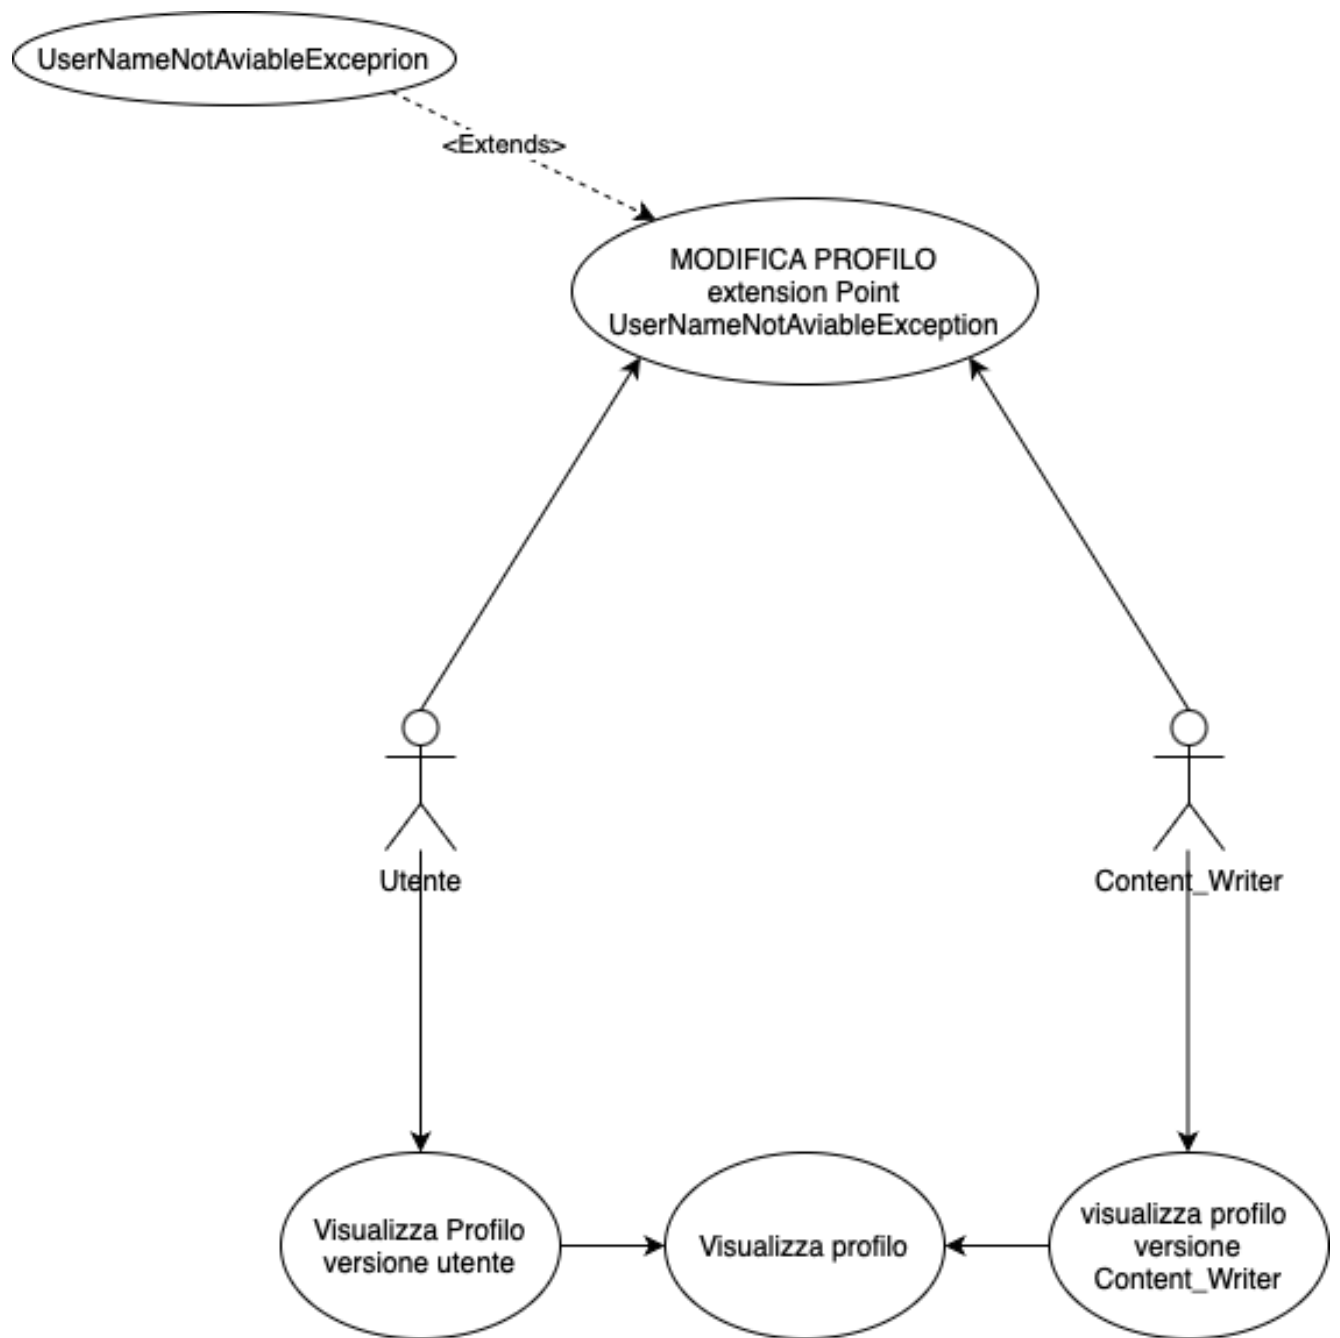 UserNameNotAviableExceprion
<Extends>
MODIFICA PROFILO
extension Point
UserNameNotAviableException
Utente
Content_Writer
Visualizza Profilo
versione utente
Visualizza profilo
visualizza profilo
versione
Content_Writer